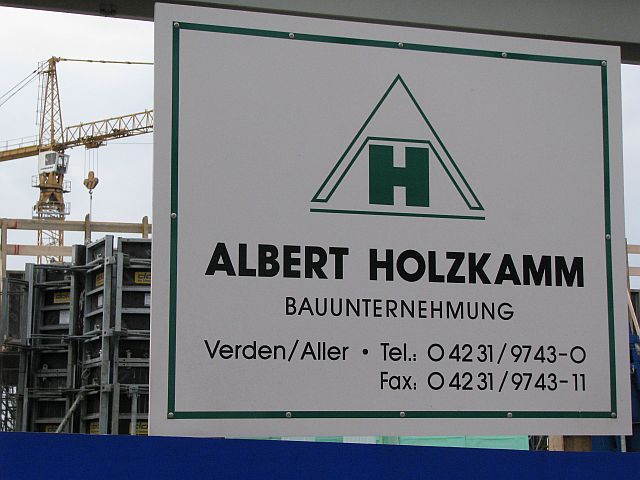 H
ALBERT HOLZKAMM
BAUUNTERNEHMUNG
Verden/Aller • Tel.: 0 42 31/9743-0
Fax: 0 42 31/9743-11